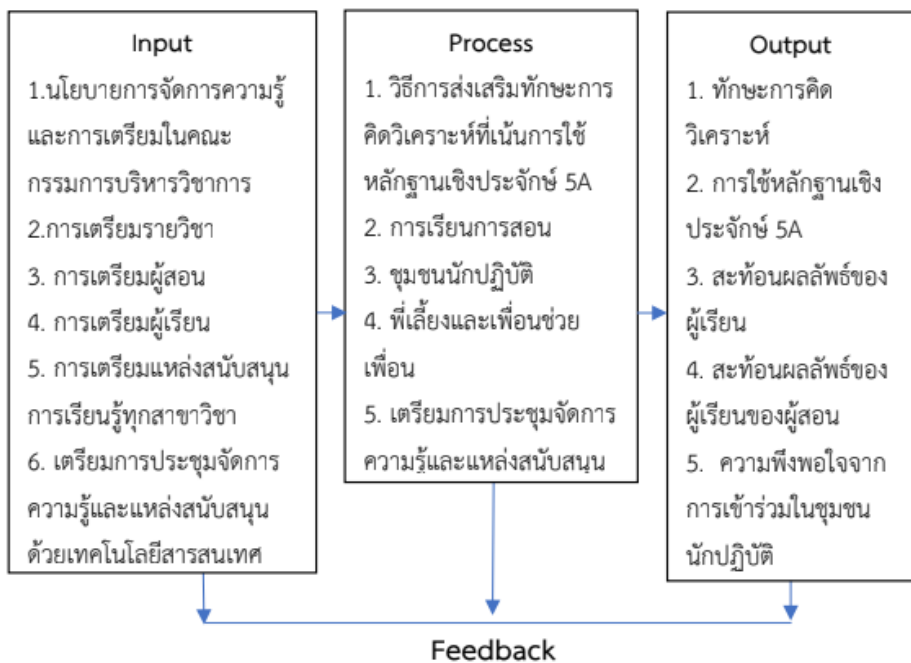 Input
1.นโยบายการจัดการความรู้
และการเตรียมในคณะ
กรรมการบริหารวิชาการ
2.การเตรียมรายวิชา
3. การเตรียมผู้สอน
4. การเตรียมผู้เรียน
5. การเตรียมแหล่งสนับสนุน
การเรียนรู้ทุกสาขาวิชา
6. เตรียมการประชุมจัดการ
ความรู้และแหล่งสนับสนุน
ด้วยเทคโนโลยีสารสนเทศ
Process
1. วิธีการส่งเสริมทักษะการ
คิดวิเคราะห์ที่เน้นการใช้
หลักฐานเชิงประจักษ์ 5A
2. การเรียนการสอน
3. ชุมชนนักปฏิบัติ
4. พี่เลี้ยงและเพื่อนช่วย
เพื่อน
5. เตรียมการประชุมจัดการ
ความรู้และแหล่งสนับสนุน
Output
1. ทักษะการคิด
วิเคราะห์
2. การใช้หลักฐานเชิง
ประจักษ์ 5A
3. สะท้อนผลลัพธ์ของ
ผู้เรียน
4. สะท้อนผลลัพธ์ของ
ผู้เรียนของผู้สอน
5. ความพึงพอใจจาก
การเข้าร่วมในชุมชน
นักปฏิบัติ
Feedback